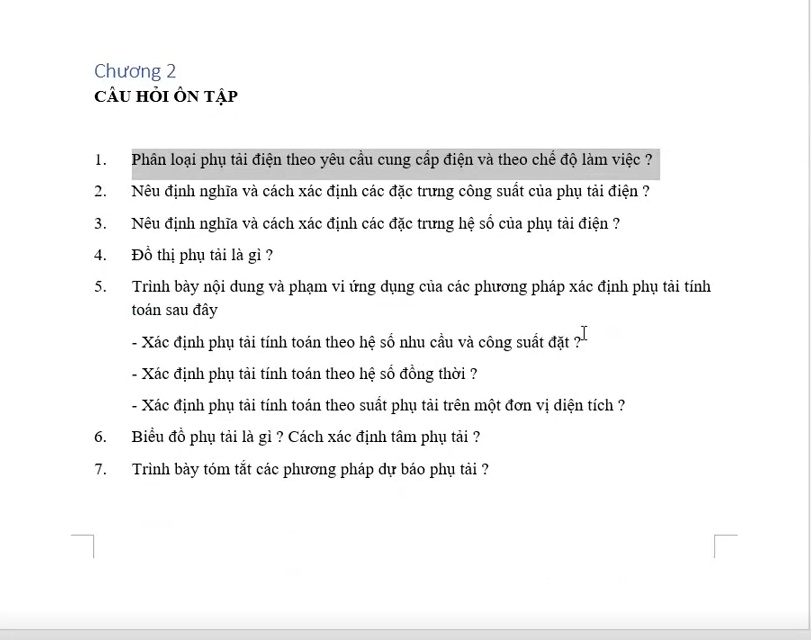 Chương 2
CÂU HỎI ÔN TẬP
1. Phân loại phụ tải điện theo yêu cầu cung cấp điện và theo chế độ làm việc ?
2. Nêu định nghĩa và cách xác định các đặc trưng công suất của phụ tải điện ?
3. Nêu định nghĩa và cách xác định các đặc trưng hệ số của phụ tải điện ?
4. Đồ thị phụ tải là gì ?
5. Trình bày nội dung và phạm vi ứng dụng của các phương pháp xác định phụ tải tính
toán sau đây
- Xác định phụ tải tính toán theo hệ số nhu cầu và công suất đặt ?
- Xác định phụ tải tính toán theo hệ số đồng thời ?
- Xác định phụ tải tính toán theo suất phụ tải trên một đơn vị diện tích ?
6. Biểu đồ phụ tải là gì ? Cách xác định tâm phụ tải ?
7. Trình bày tóm tắt các phương pháp dự báo phụ tải ?